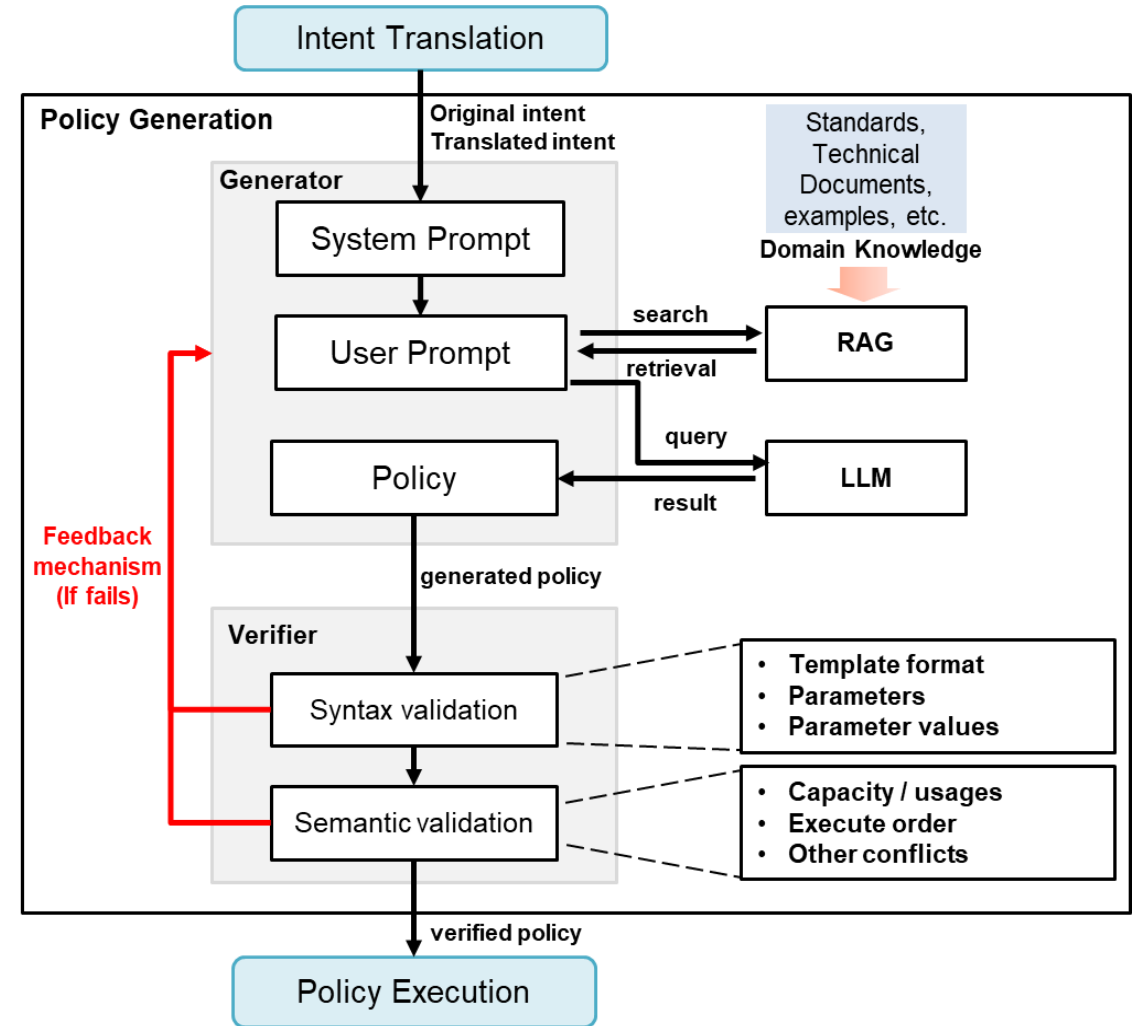 Intent Translation
Policy Generation
Original intent
Translated intent
Standards,
Technical
Documents,
examples, etc.
Domain Knowledge
Generator
System Prompt
User Prompt
search
retrieval
RAG
query
result
LLM
Policy
Feedback
mechanism
(If fails)
generated policy
Verifier
Syntax validation
• Template format
• Parameters
• Parameter values
Semantic validation
• Capacity / usages
• Execute order
• Other conflicts
verified policy
Policy Execution